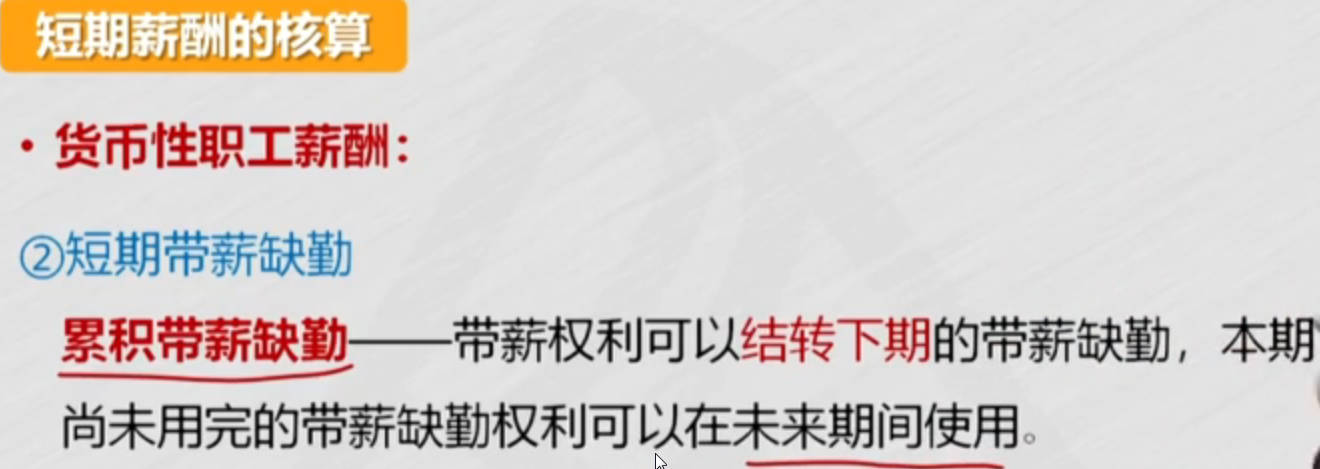 短期薪酬的核算
•货币性职工薪酬：
②短期带薪缺勤
累积带薪缺勤——带薪权利可以结转下期的带薪缺勤，本期
尚未用完的带薪缺勤权利可以在未来期间使用。